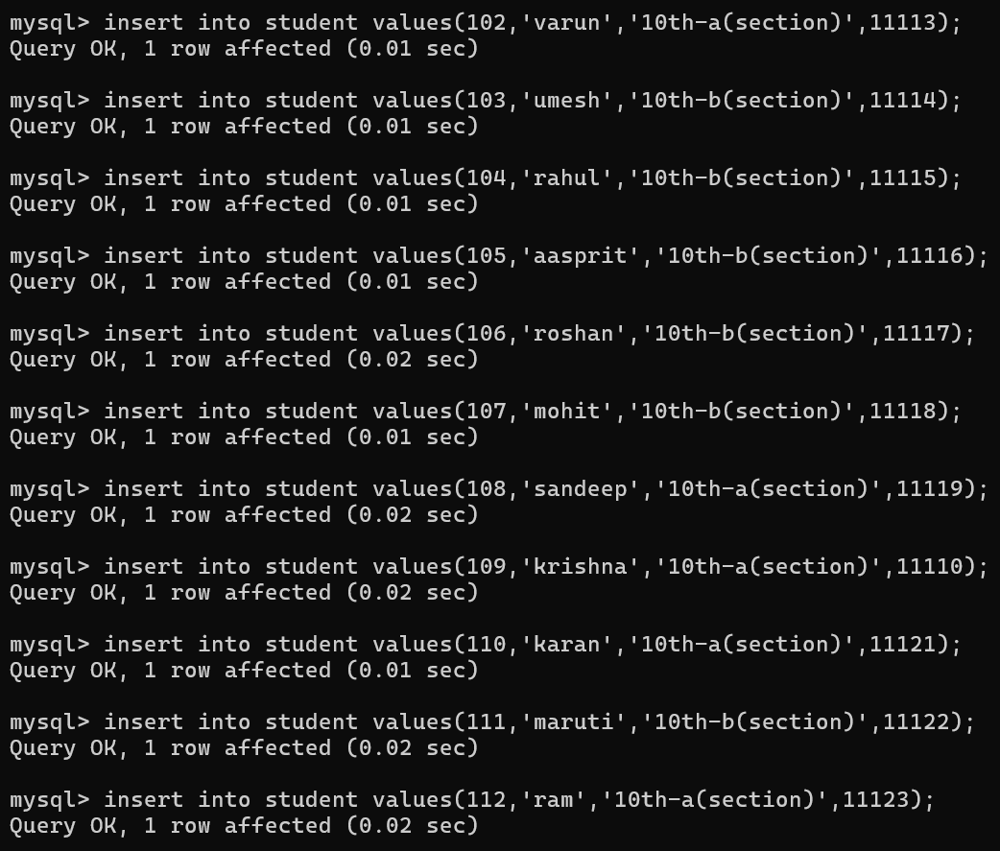 mysql> insert into student values(102,'varun','10th-a(section)',11113);
Query OK, 1 row affected (0.01 sec)
mysql> insert into student values(103,'umesh','10th-b(section)',11114);
Query OK, 1 row affected (0.01 sec)
mysql> insert into student values(104,'rahul','10th-b(section)',11115);
Query OK, 1 row affected (0.01 sec)
mysql> insert into student values(105,'aasprit','10th-b(section)',11116);
Query OK, 1 row affected (0.01 sec)
mysql> insert into student values(106,'roshan','10th-b(section)',11117);
Query OK, 1 row affected (0.02 sec)
mysql> insert into student values(107,'mohit','10th-b(section)',11118);
Query OK, 1 row affected (0.01 sec)
mysql> insert into student values(108,'sandeep','10th-a(section)',11119);
Query OK, 1 row affected (0.02 sec)
mysql> insert into student values(109,'krishna','10th-a(section)',11110);
Query OK, 1 row affected (0.02 sec)
mysql> insert into student values(110,'karan','10th-a(section)',11121);
Query OK, 1 row affected (0.01 sec)
mysql> insert into student values(111,'maruti','10th-b(section)',11122);
Query OK, 1 row affected (0.02 sec)
mysql> insert into student values(112,'ram','10th-a(section)',11123);
Query OK, 1 row affected (0.02 sec)